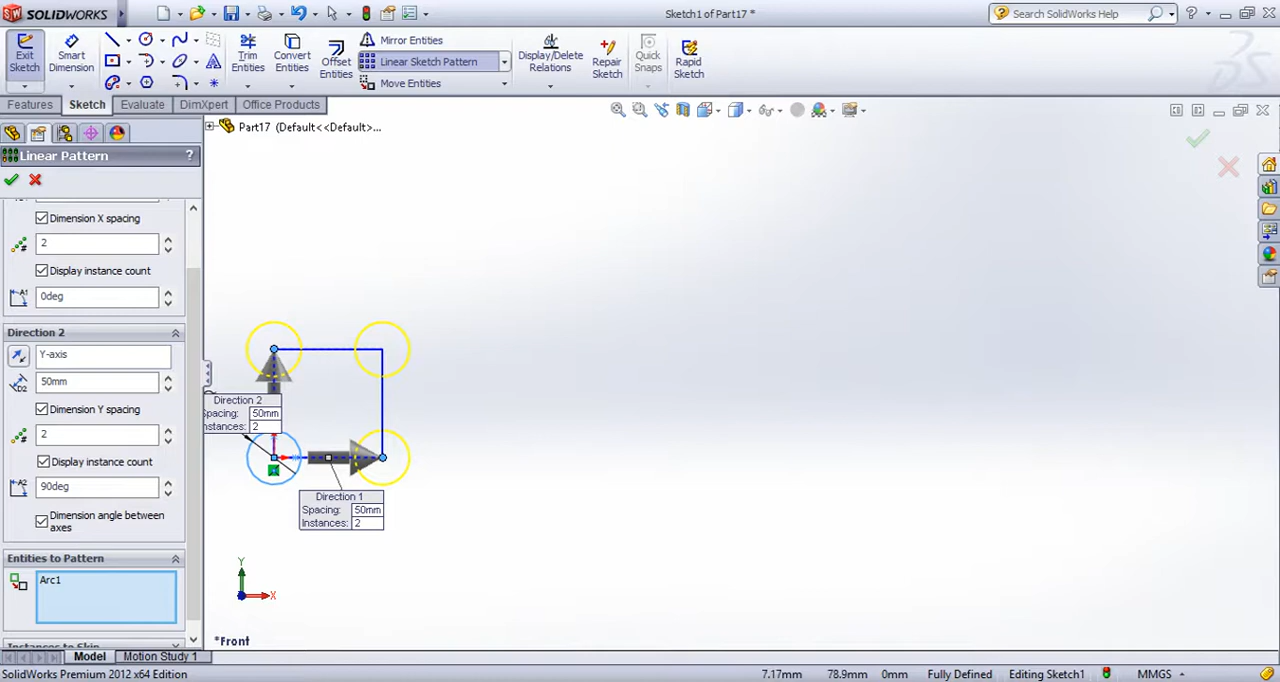 SOLIDWORKS
Sketch1 of Part17 *
Search SolidWorks Help
Exit Sketch
Smart Dimension
Trim Entities
Convert Entities
Offset Entities
Mirror Entities
Linear Sketch Pattern
Move Entities
Display/Delete Relations
Repair Sketch
Quick Snaps
Rapid Sketch
Features
Sketch
Evaluate
DimXpert
Office Products
Part17 (Default<<Default>...
Linear Pattern
?
Dimension X spacing
2
Display instance count
0deg
Direction 2
Y-axis
50mm
Dimension Y spacing
2
Display instance count
90deg
Dimension angle between
axes
Entities to Pattern
Arc1
Direction 2
Spacing: 50mm
Instances: 2
Direction 1
Spacing: 50mm
Instances: 2
Y
X
*Front
Model
Motion Study 1
SolidWorks Premium 2012 x64 Edition
7.17mm
78.9mm
0mm
Fully Defined
Editing Sketch1
MMGS